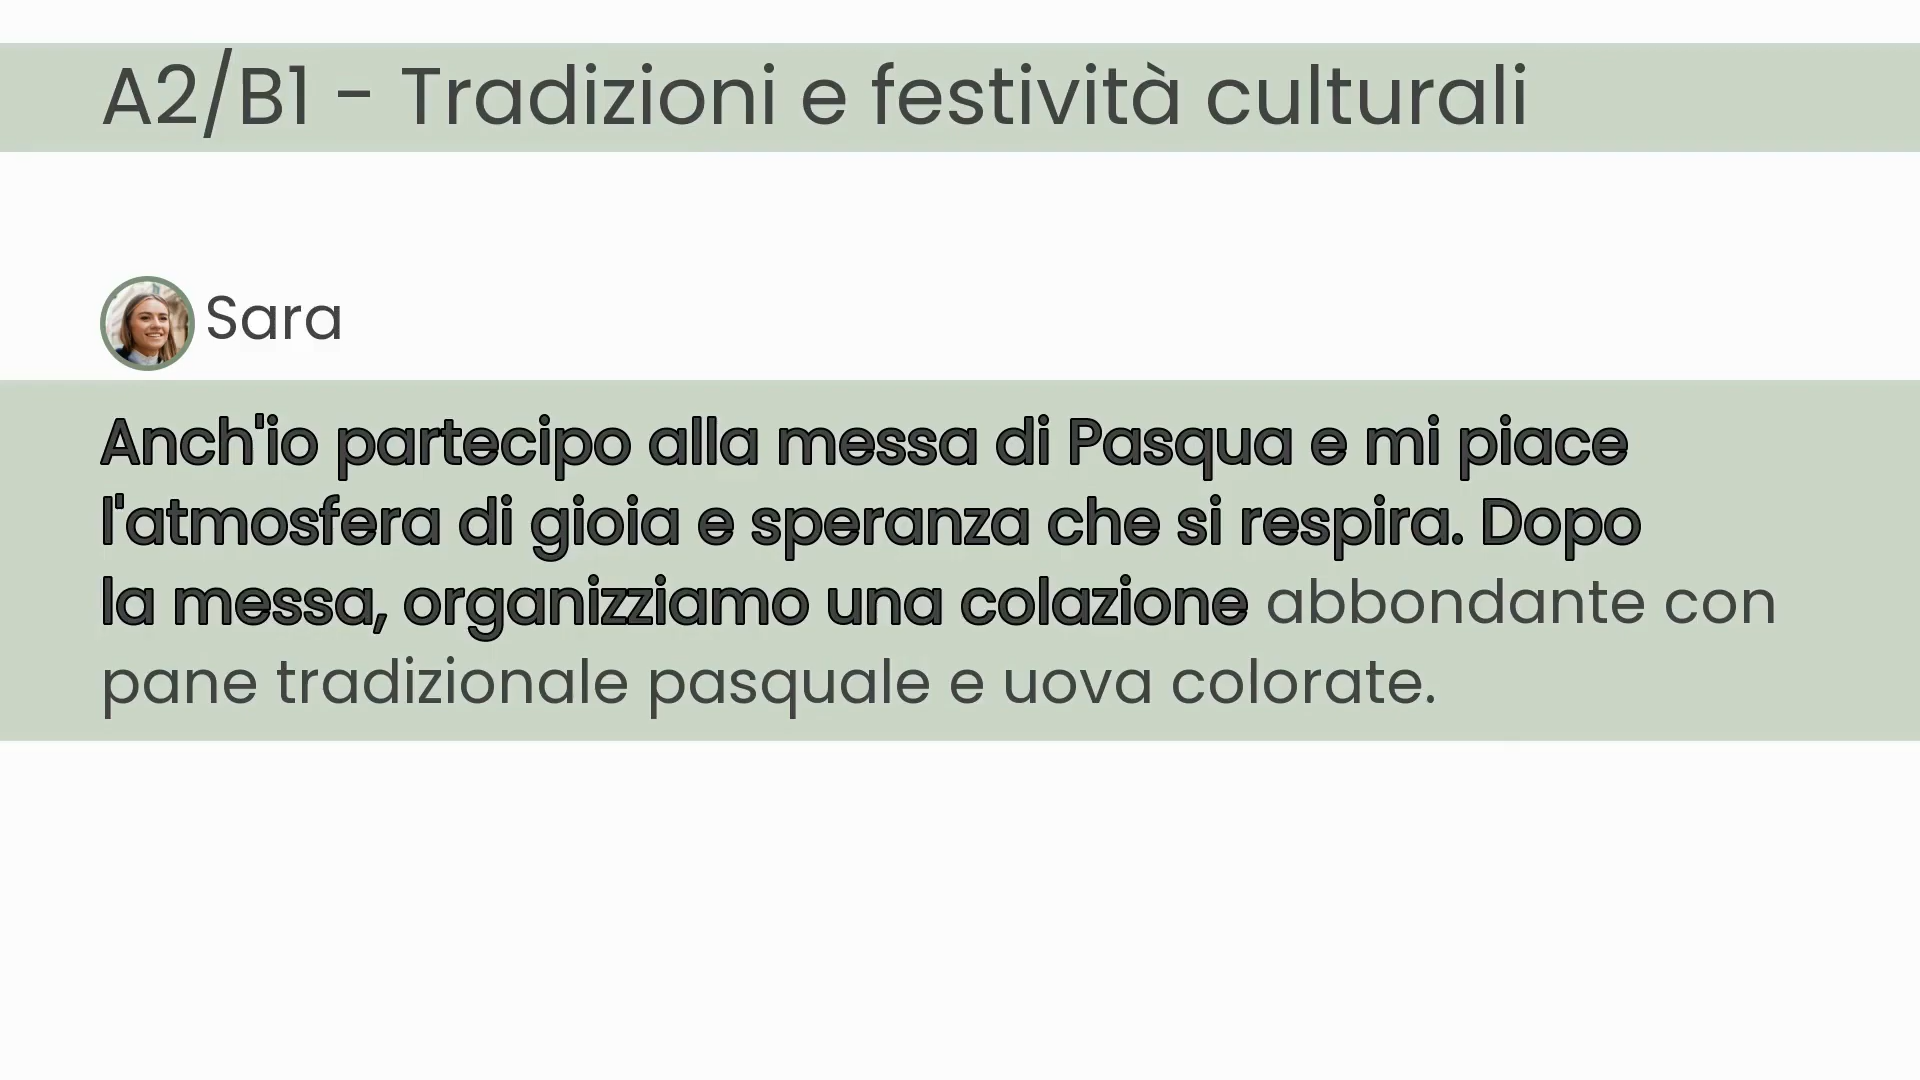 A2/B1 - Tradizioni e festività culturali
Sara
Anch'io partecipo alla messa di Pasqua e mi piace
l'atmosfera di gioia e speranza che si respira. Dopo
la messa, organizziamo una colazione abbondante con
pane tradizionale pasquale e uova colorate.